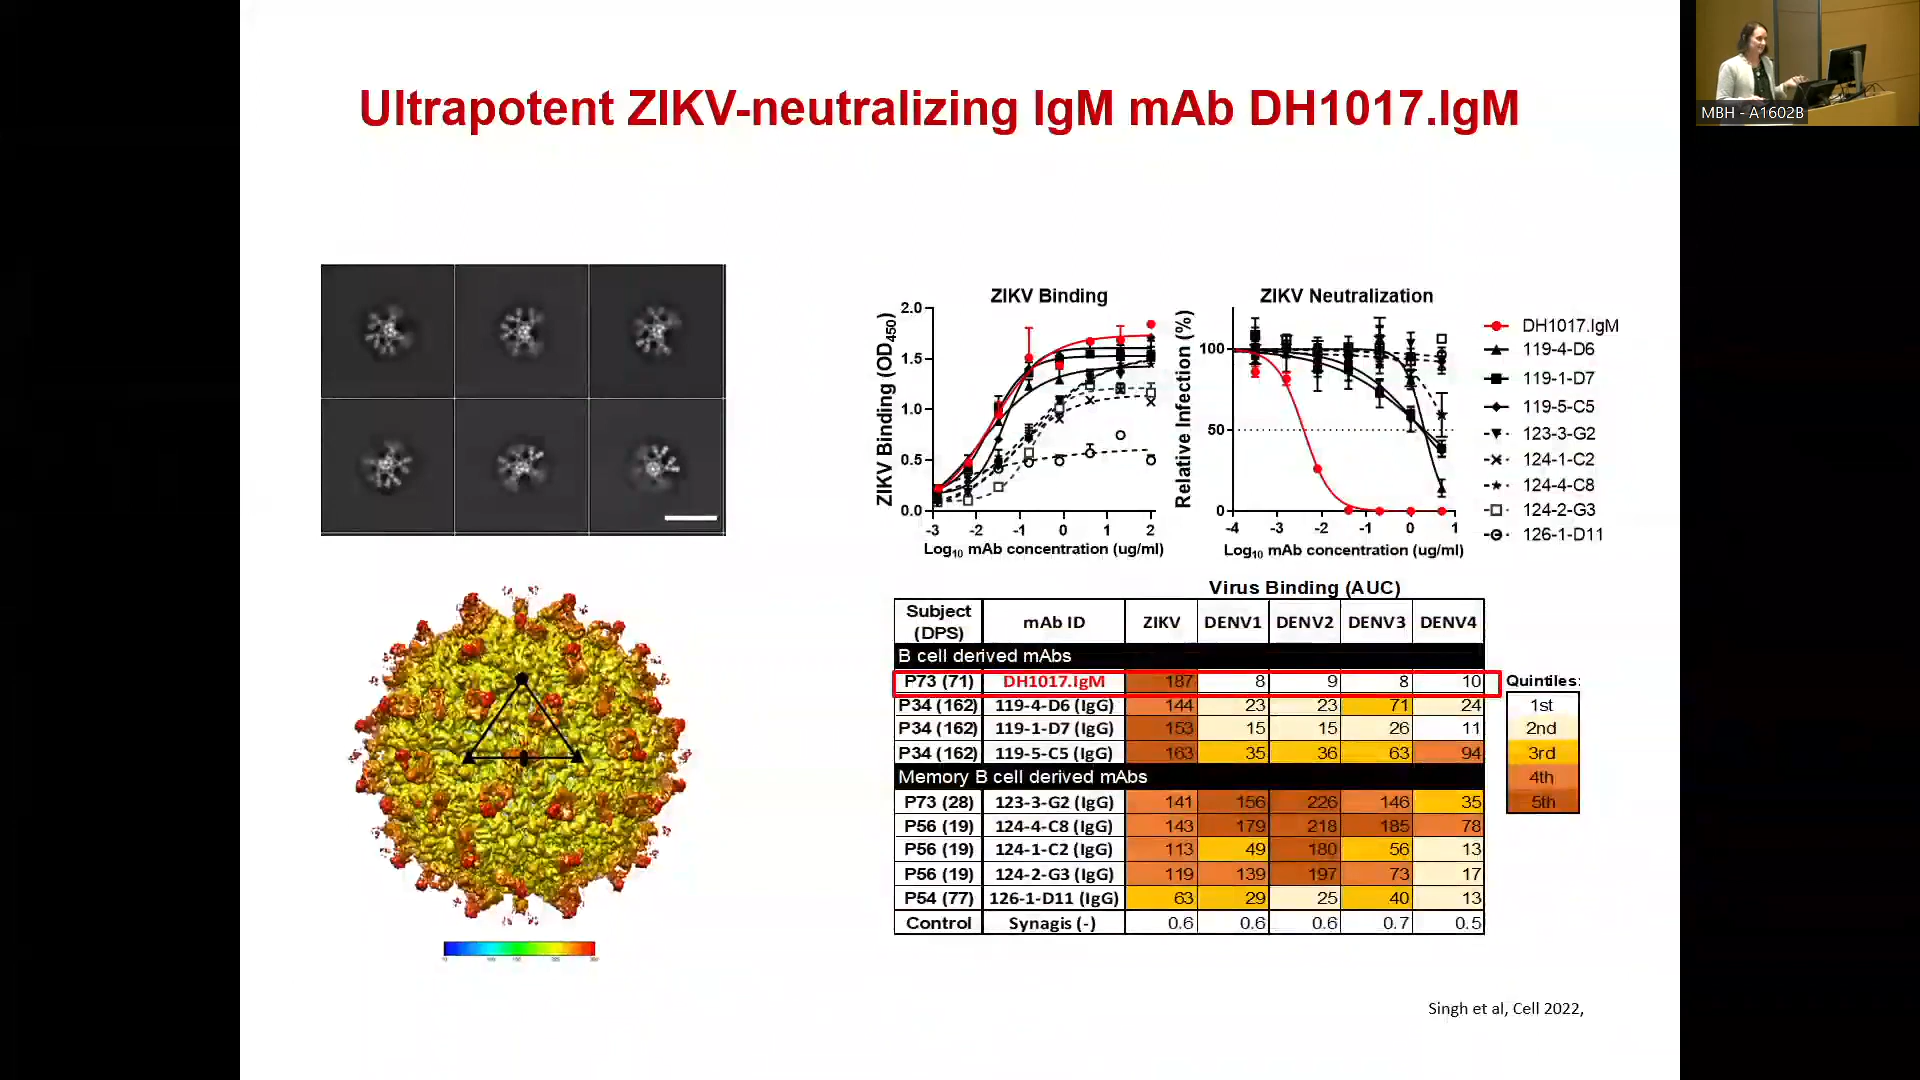 MBH - A1602B
Ultrapotent ZIKV-neutralizing IgM mAb DH1017.IgM
ZIKV Binding
ZIKV Binding (OD450)
2.0
1.5
1.0
0.5
0.0
-3 -2 -1 0 1 2
Log10 mAb concentration (ug/ml)
ZIKV Neutralization
Relative Infection (%)
100
50
0
-4 -3 -2 -1 0 1
Log10 mAb concentration (ug/ml)
DH1017.IgM
119-4-D6
119-1-D7
119-5-C5
123-3-G2
124-1-C2
124-4-C8
124-2-G3
126-1-D11
Virus Binding (AUC)
Subject (DPS) mAb ID ZIKV DENV1 DENV2 DENV3 DENV4
B cell derived mAbs
P73 (71) DH1017.IgM 187 8 9 8 10
P34 (162) 119-4-D6 (IgG) 144 23 23 71 24
P34 (162) 119-1-D7 (IgG) 153 15 15 26 11
P34 (162) 119-5-C5 (IgG) 163 35 36 63 94
Memory B cell derived mAbs
P73 (28) 123-3-G2 (IgG) 141 156 226 146 35
P56 (19) 124-4-C8 (IgG) 143 179 218 185 78
P56 (19) 124-1-C2 (IgG) 113 49 180 56 13
P56 (19) 124-2-G3 (IgG) 119 139 197 73 17
P54 (77) 126-1-D11 (IgG) 63 29 25 40 13
Control Synagis (-) 0.6 0.6 0.6 0.7 0.5
Quintiles:
1st
2nd
3rd
4th
5th
Singh et al, Cell 2022,